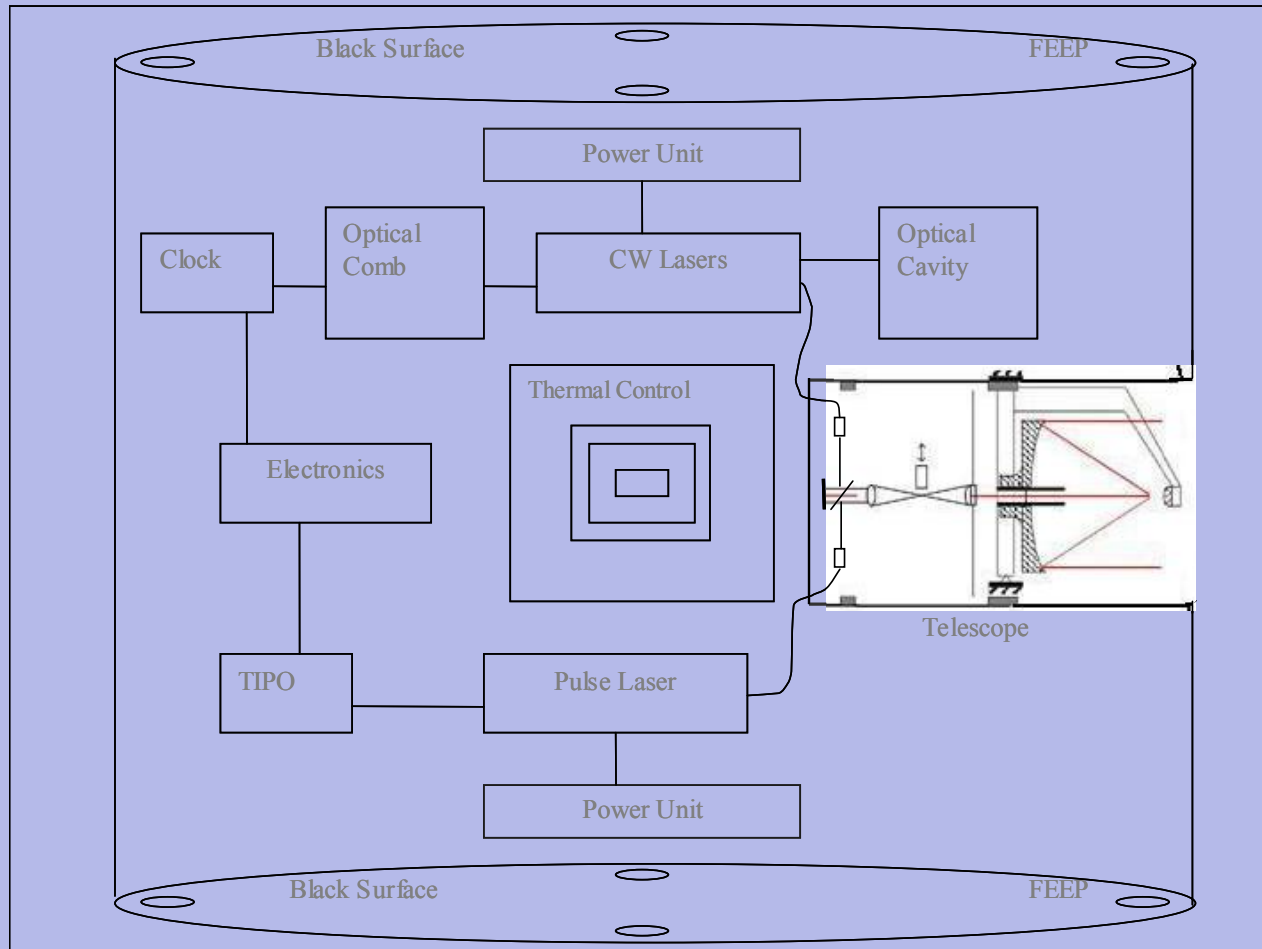 Black Surface
FEEP
Power Unit
Clock
Optical
Comb
CW Lasers
Optical
Cavity
Thermal Control
Electronics
Telescope
TIPO
Pulse Laser
Power Unit
Black Surface
FEEP